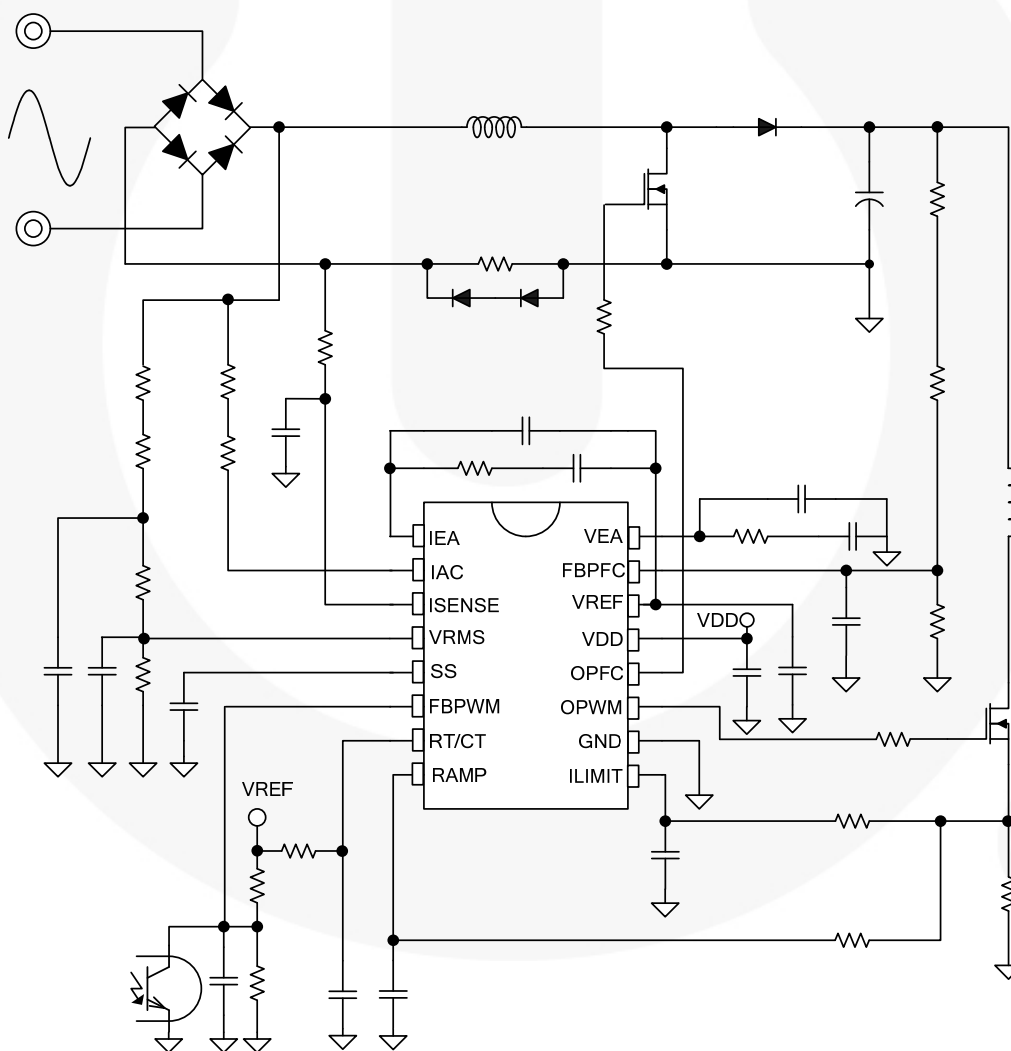 IEA
IAC
ISENSE
VRMS
SS
FBPWM
RT/CT
RAMP
VEA
FBPFC
VREF
VDD
OPFC
OPWM
GND
ILIMIT
VDD
VREF